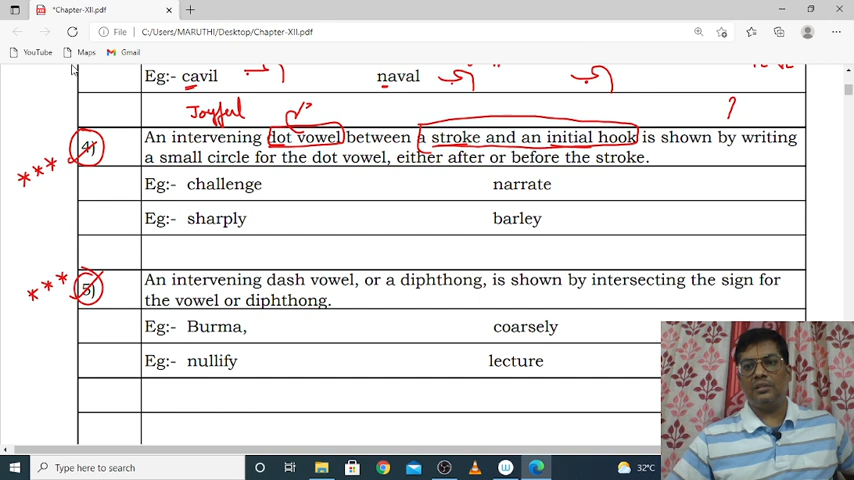 *Chapter-XII.pdf
File | C:/Users/MARUTHI/Desktop/Chapter-XII.pdf
YouTube Maps Gmail
Eg:- cavil naval
Joyful ?
4) An intervening dot vowel between a stroke and an initial hook is shown by writing
*** a small circle for the dot vowel, either after or before the stroke.
Eg:- challenge narrate
Eg:- sharply barley
*** 5) An intervening dash vowel, or a diphthong, is shown by intersecting the sign for
the vowel or diphthong.
Eg:- Burma, coarsely
Eg:- nullify lecture
Type here to search 32°C